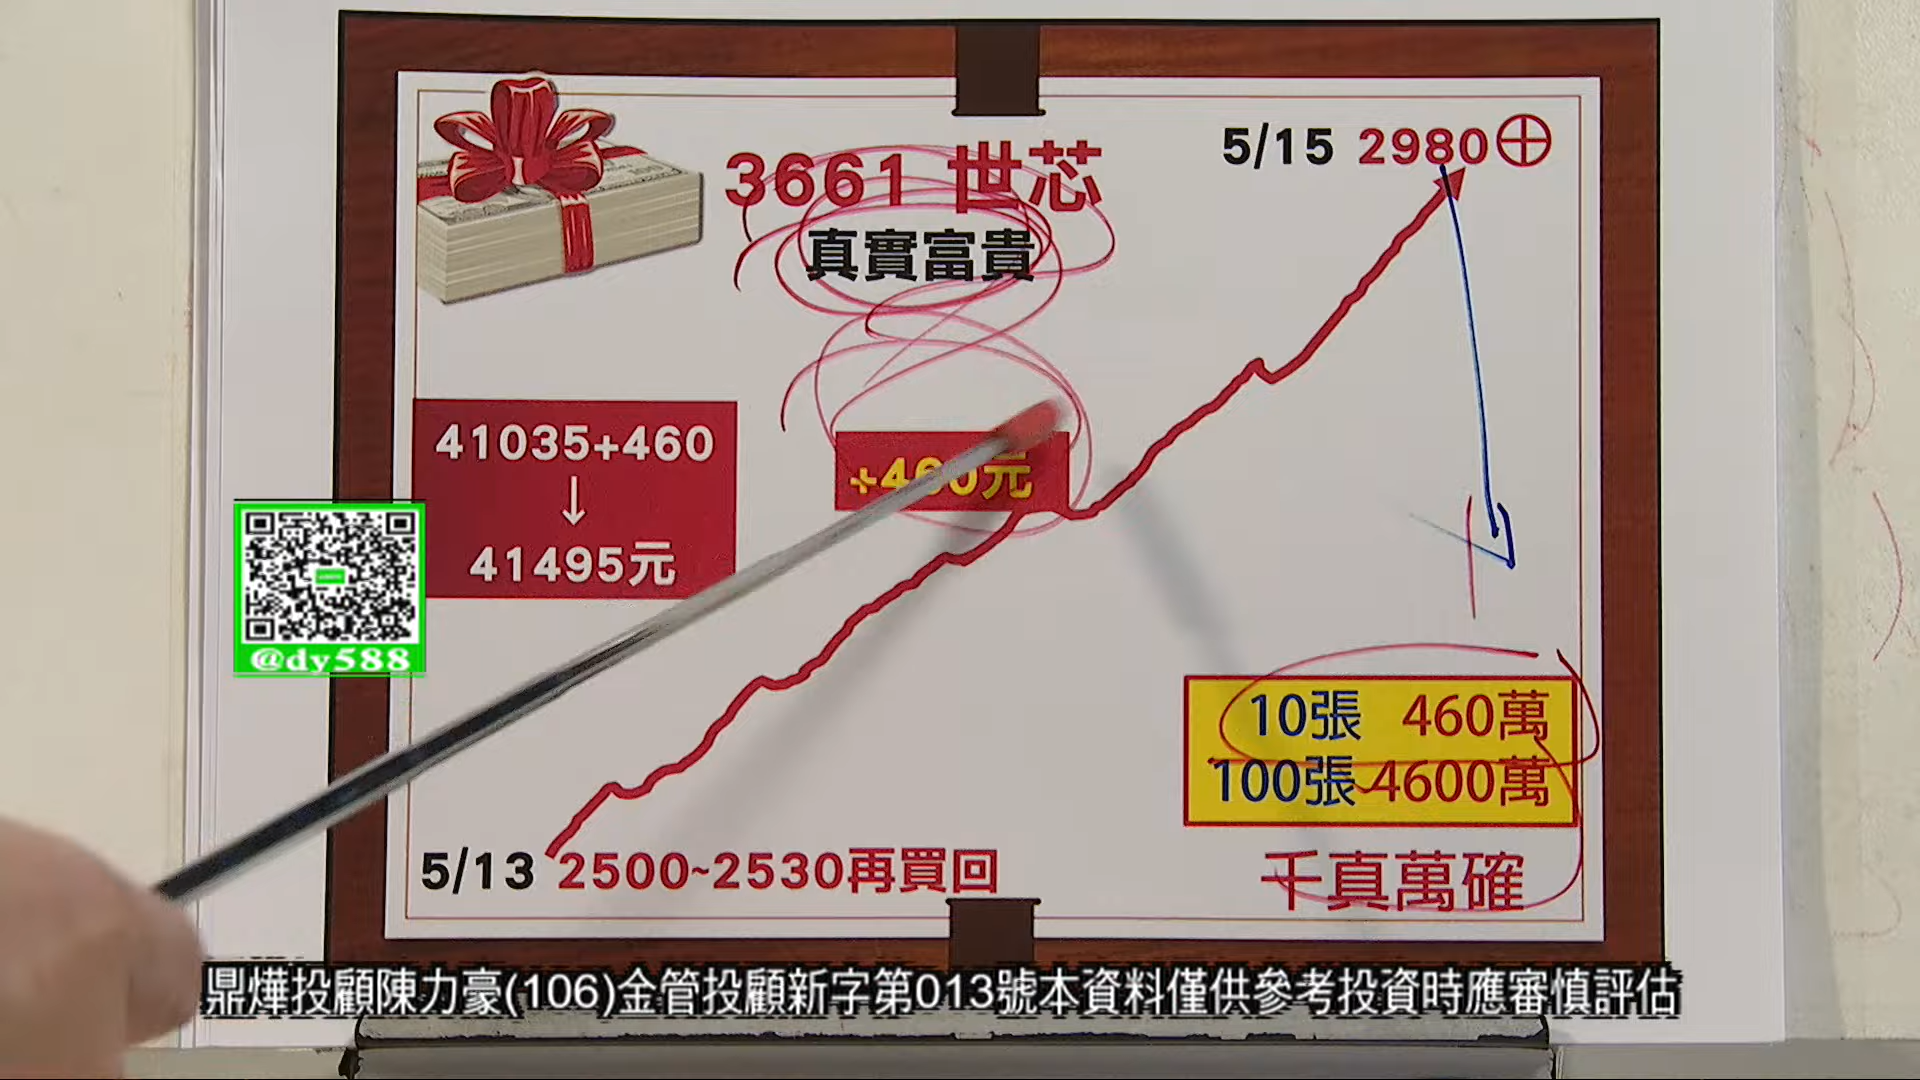 5/15 2980
3661 世芯
真實富貴
41035+460
↓
41495元
+460元
@dy588
10張 460萬
100張 4600萬
千真萬確
5/13 2500~2530再買回
鼎燁投顧陳力豪(106)金管投顧新字第013號本資料僅供參考投資時應審慎評估